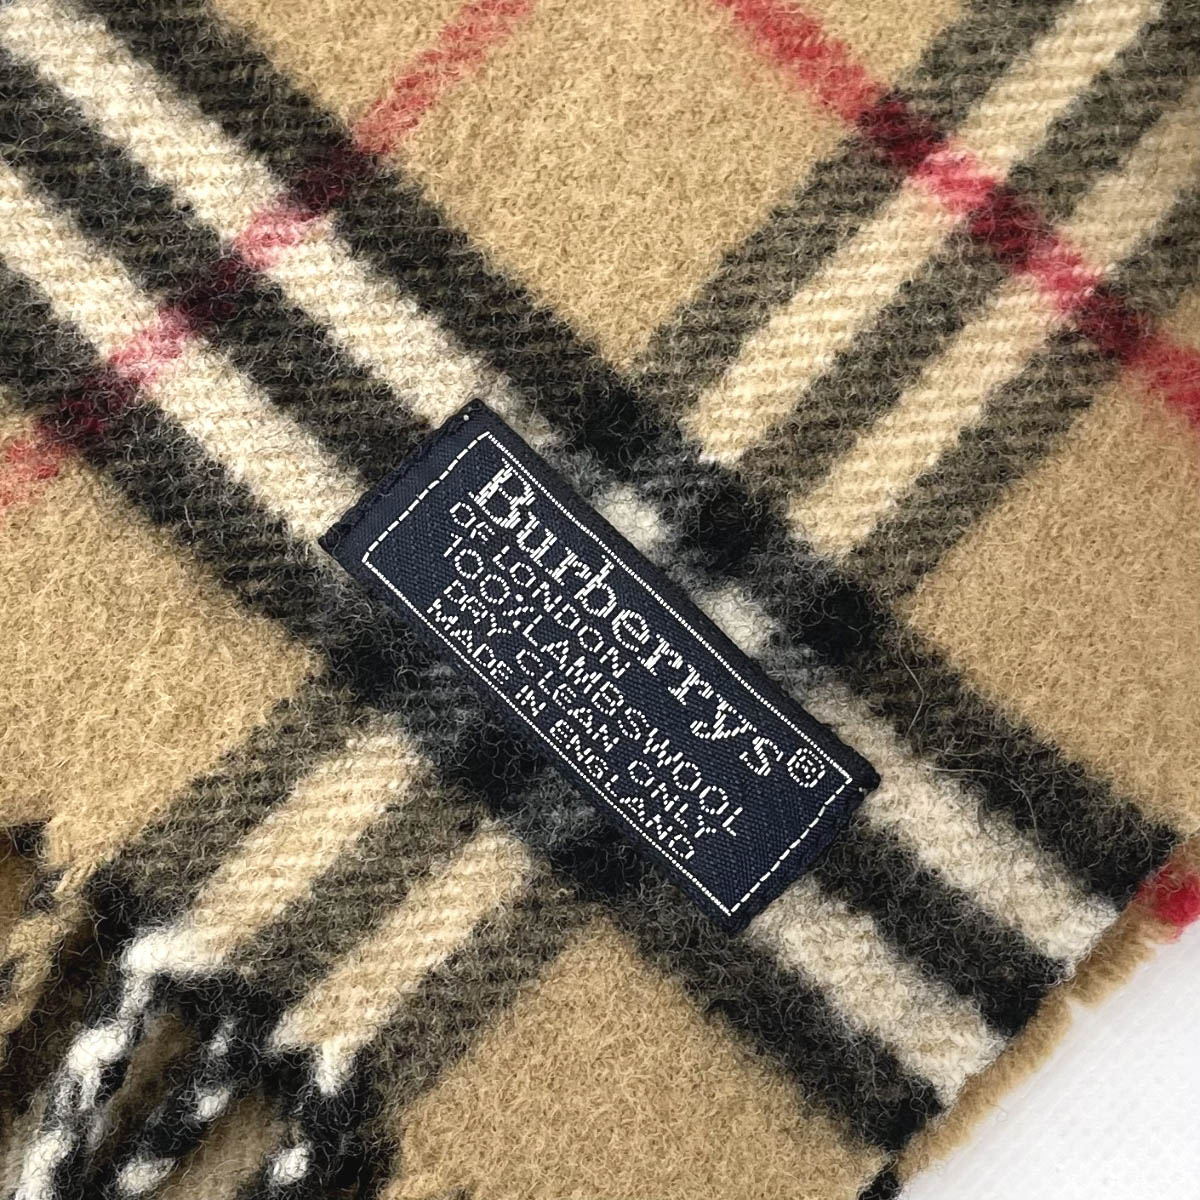 Burberrys®
OF LONDON
100%LAMBSWOOL
DRY CLEAN ONLY
MADE IN ENGLAND